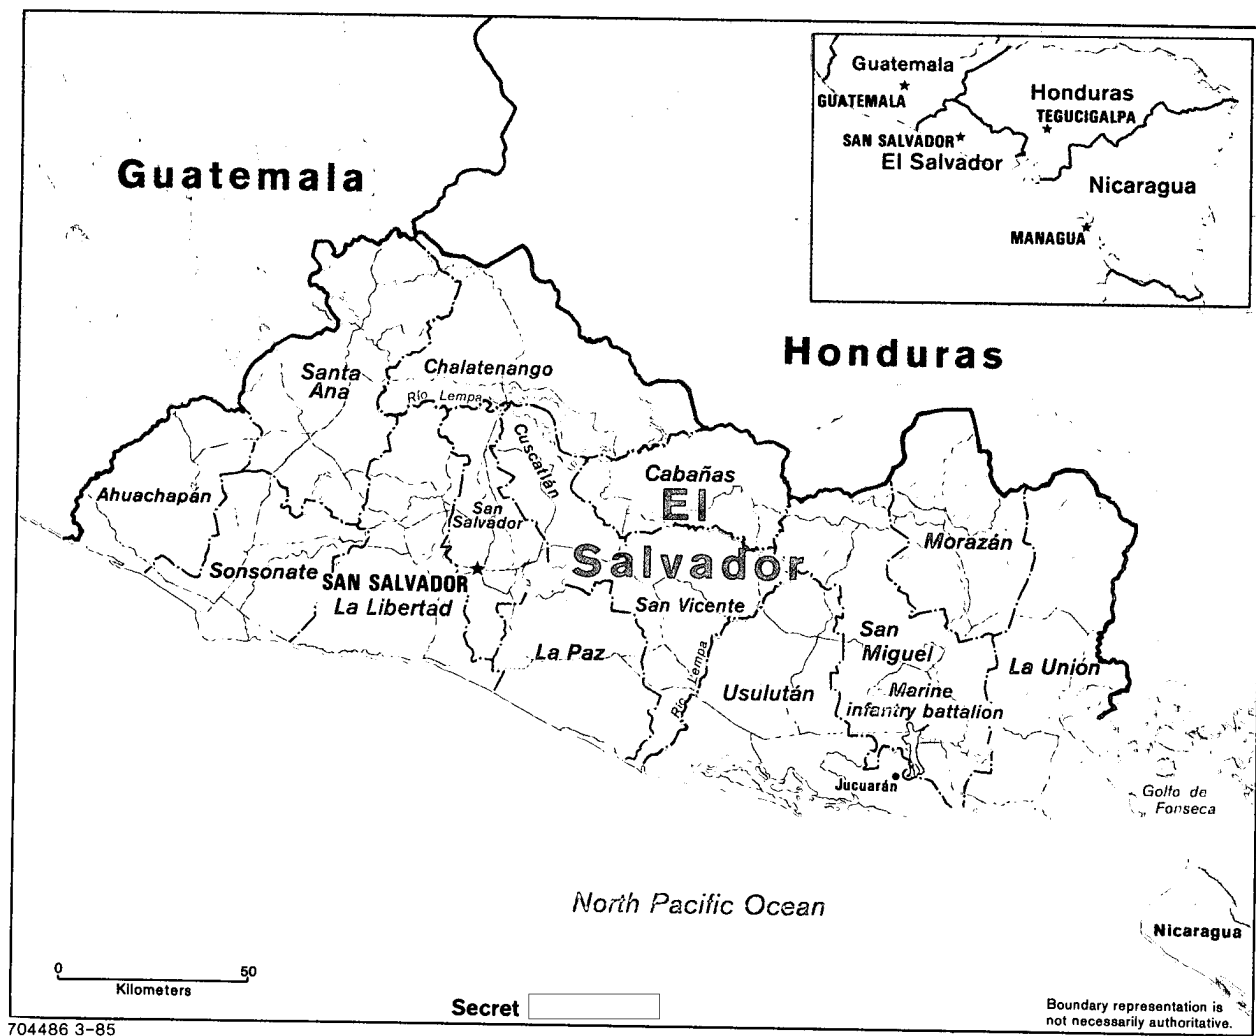 Guatemala
GUATEMALA
Honduras
TEGUCIGALPA
SAN SALVADOR
El Salvador
Nicaragua
MANAGUA
Guatemala
Honduras
Santa
Ana
Chalatenango
Río Lempa
Cuscatlán
Cabañas
Ahuachapán
San
Salvador
El
Salvador
Morazán
Sonsonate
SAN SALVADOR
La Libertad
San Vicente
La Paz
Río Lempa
Usulután
San
Miguel
La Unión
Marine
infantry battalion
Jucuarán
Golfo de
Fonseca
North Pacific Ocean
Nicaragua
0 50
Kilometers
Secret
Boundary representation is
not necessarily authoritative.
704486 3-85